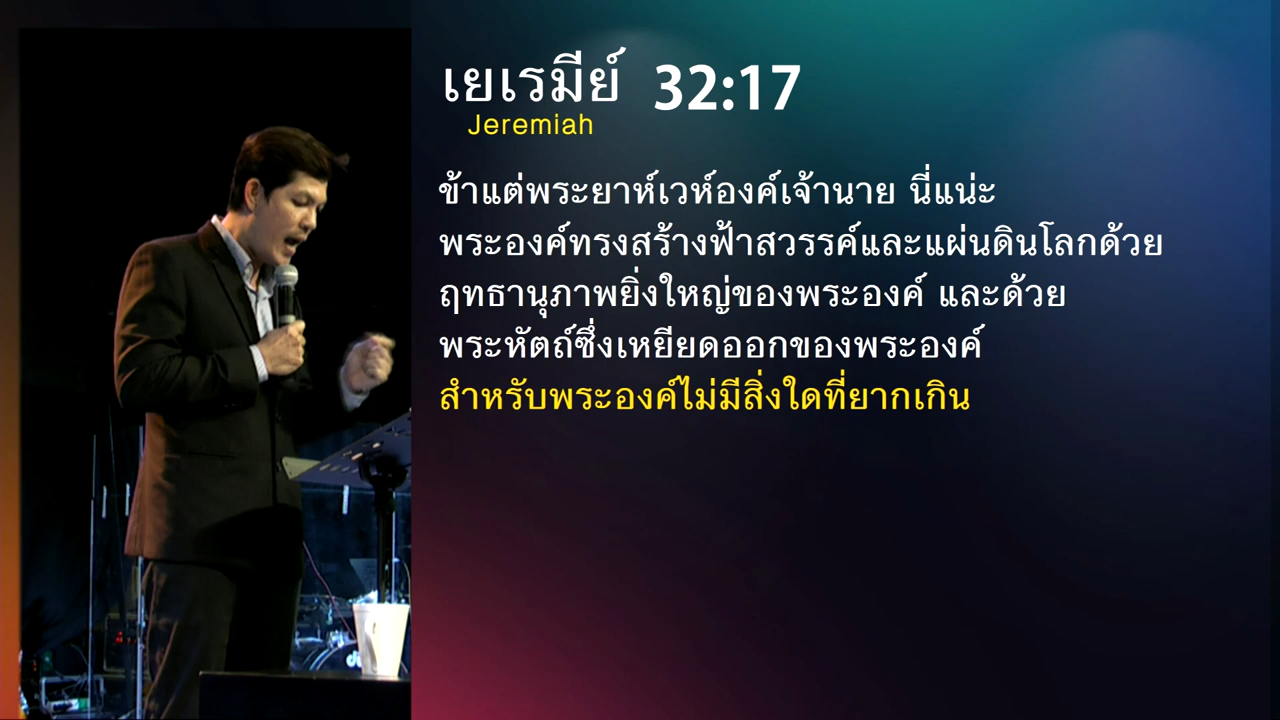 เยเรมีย์ 32:17
Jeremiah
ข้าแต่พระยาห์เวห์องค์เจ้านาย นี่แน่ะ
พระองค์ทรงสร้างฟ้าสวรรค์และแผ่นดินโลกด้วย
ฤทธานุภาพยิ่งใหญ่ของพระองค์ และด้วย
พระหัตถ์ซึ่งเหยียดออกของพระองค์
สำหรับพระองค์ไม่มีสิ่งใดที่ยากเกิน